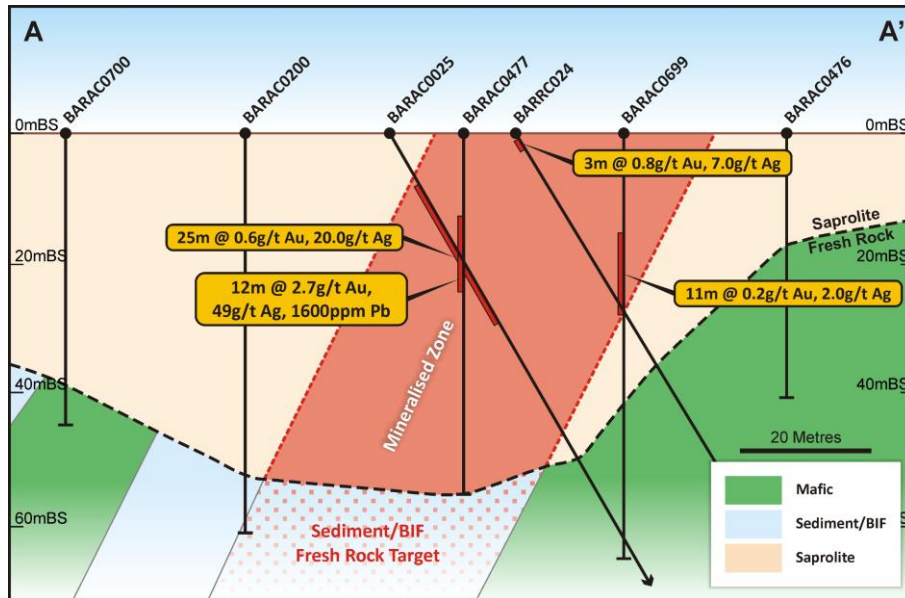 A
A'
BARAC0700
BARAC0200
BARAC0025
BARAC0477
BARRC024
BARAC0699
BARAC0476
0mBS
0mBS
3m @ 0.8g/t Au, 7.0g/t Ag
25m @ 0.6g/t Au, 20.0g/t Ag
12m @ 2.7g/t Au,
49g/t Ag, 1600ppm Pb
11m @ 0.2g/t Au, 2.0g/t Ag
Saprolite
Fresh Rock
20mBS
20mBS
Mineralised Zone
40mBS
40mBS
20 Metres
60mBS
Sediment/BIF
Fresh Rock Target
Mafic
Sediment/BIF
Saprolite